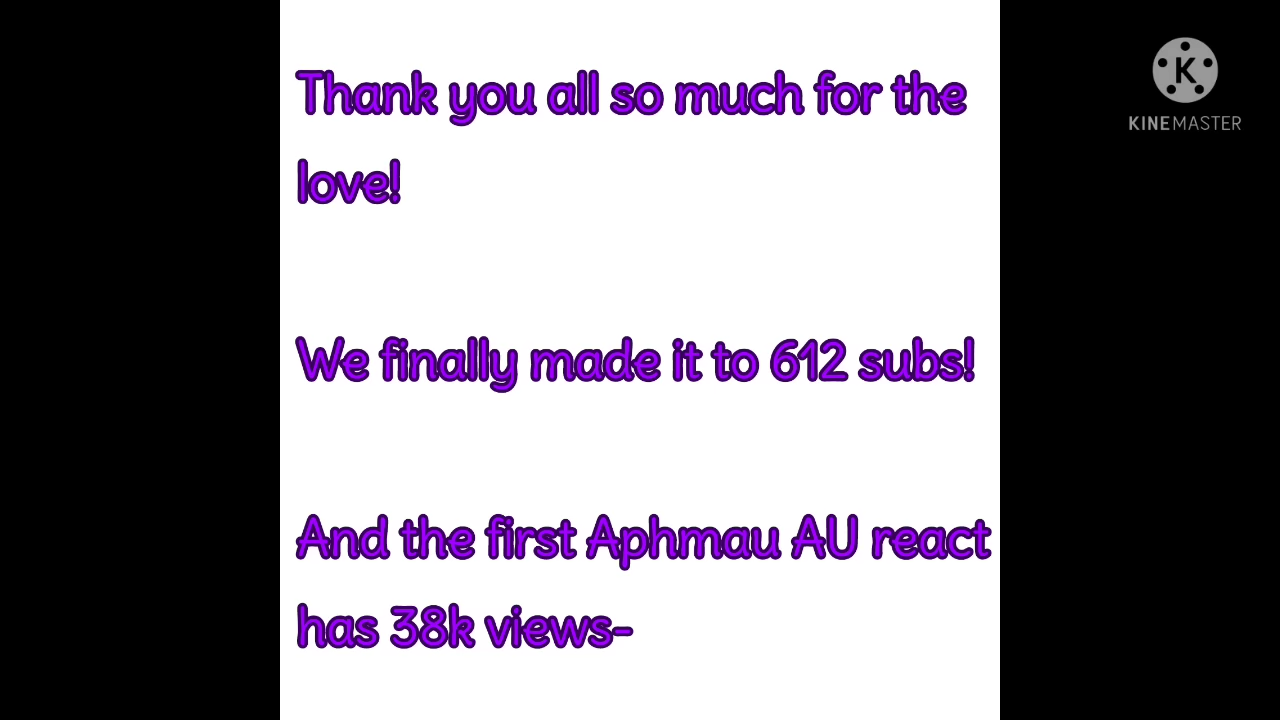 Thank you all so much for the
love!
We finally made it to 612 subs!
And the first Aphmau AU react
has 38k views-
K
KINEMASTER